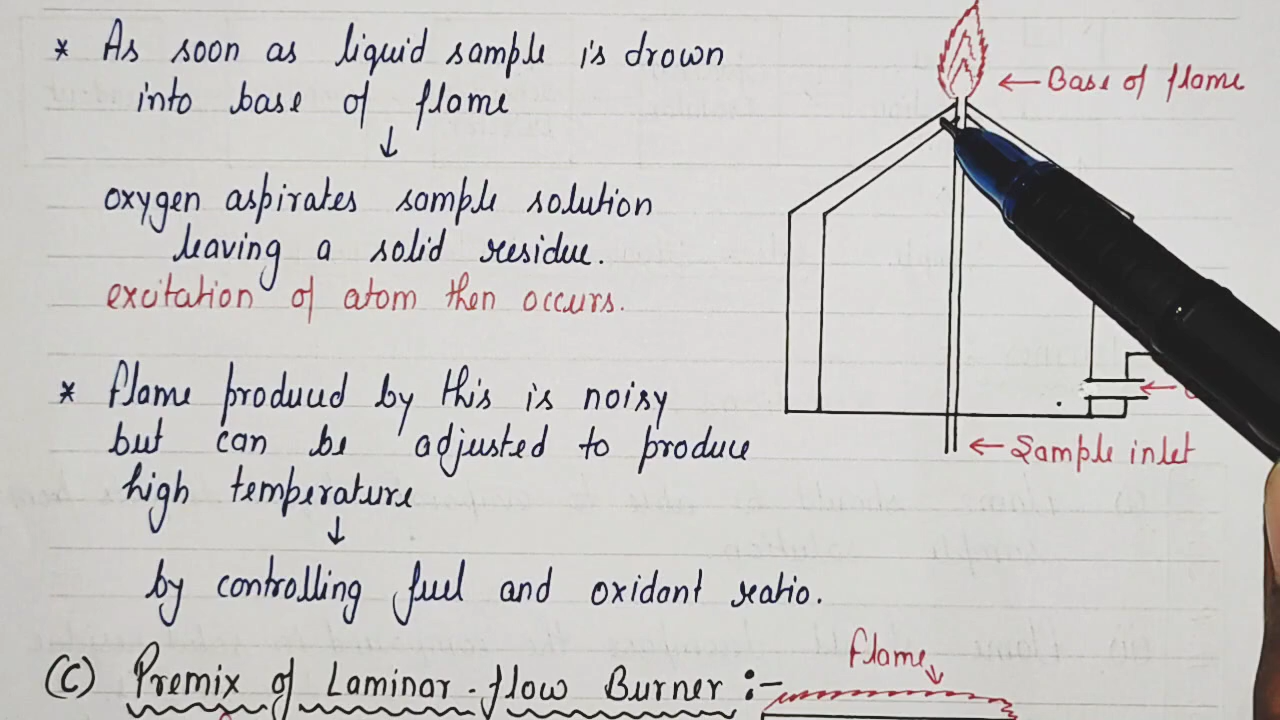 * As soon as liquid sample is drown
into base of flame
↓
oxygen aspirates sample solution
leaving a solid residue.
excitation of atom then occurs.
* flame produced by this is noisy
but can be adjusted to produce
high temperature
↓
by controlling fuel and oxidant ratio.
(C) Premix of Laminar-flow Burner :-
← Base of flame
← Sample inlet
flame